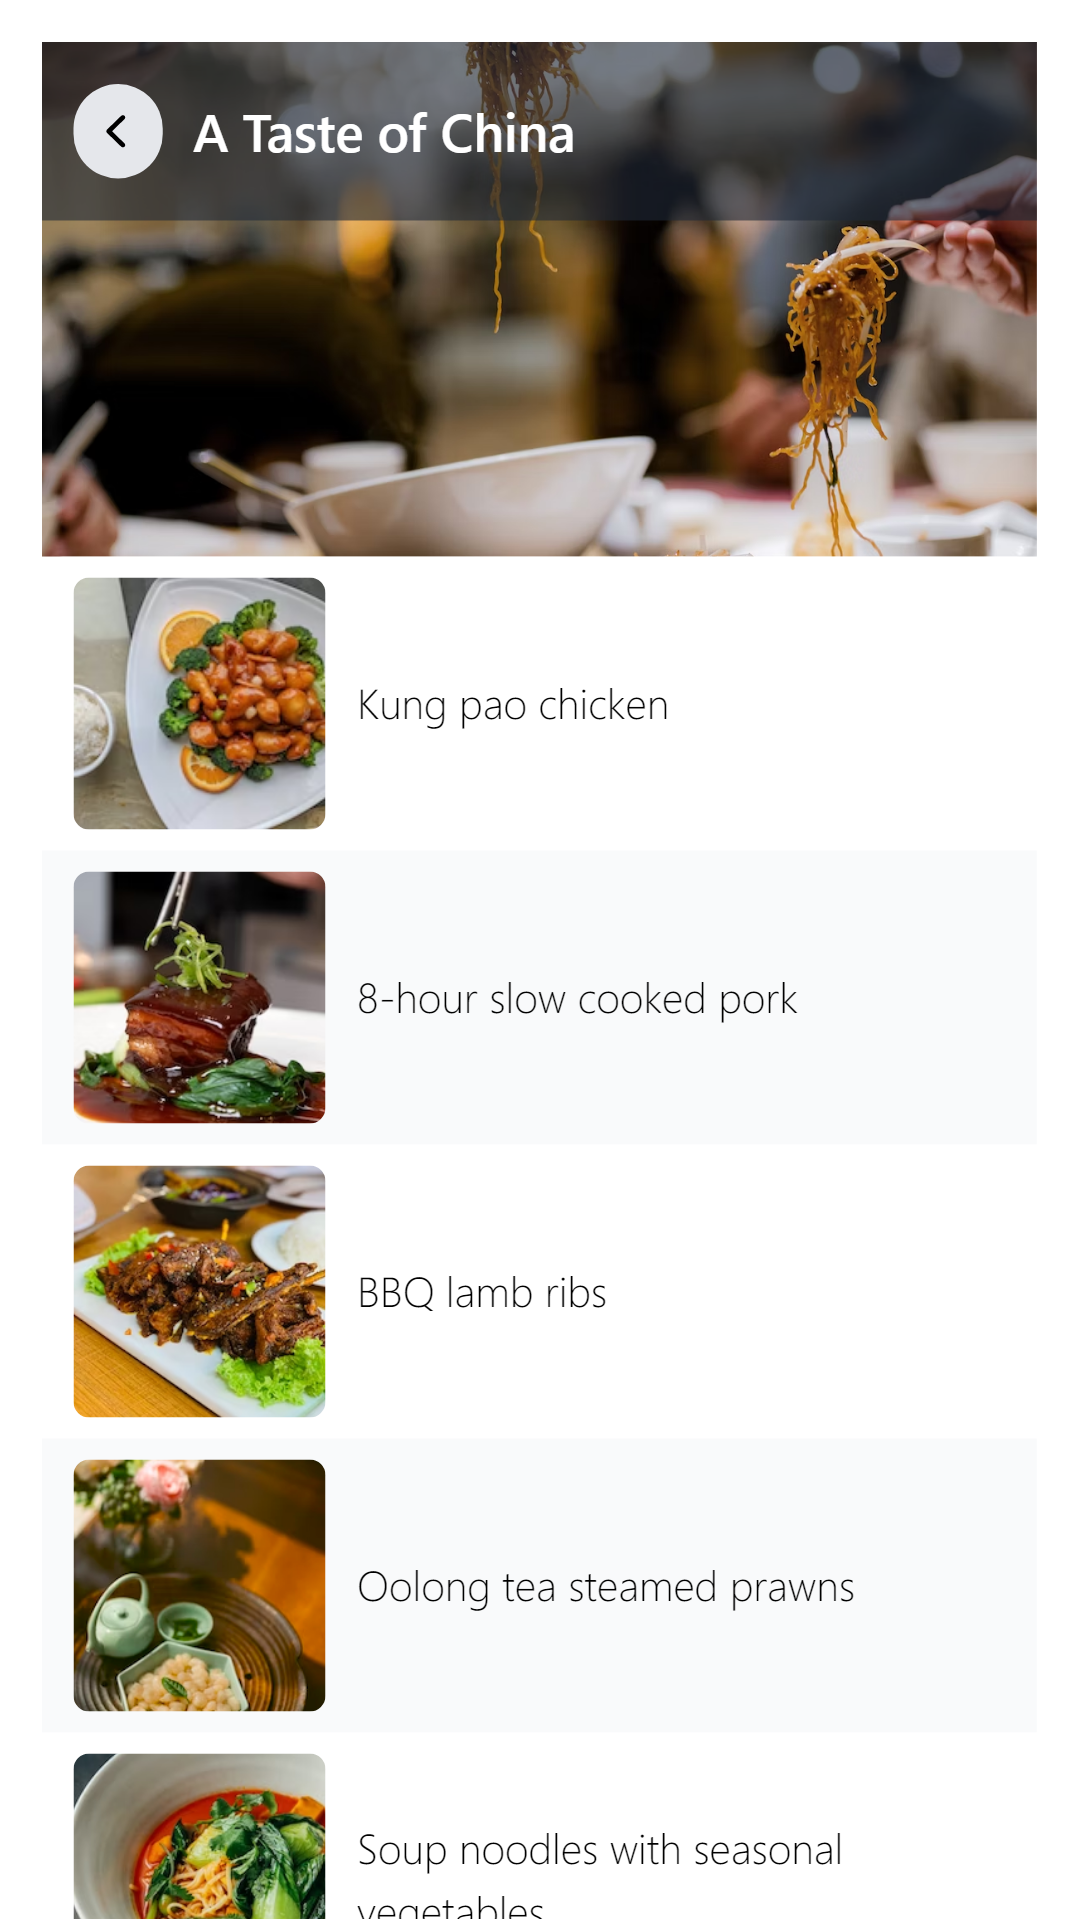 A Taste of China
Kung pao chicken
8-hour slow cooked pork
BBQ lamb ribs
Oolong tea steamed prawns
Soup noodles with seasonal
vegetables